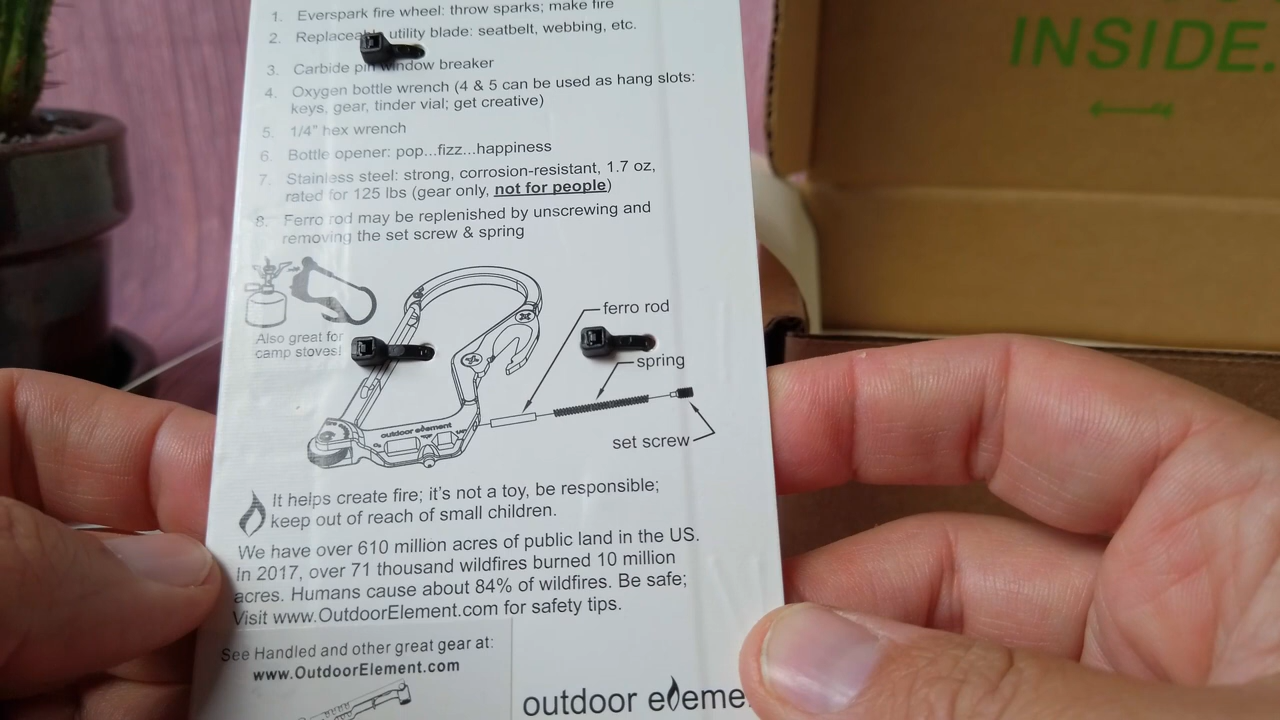 1. Everspark fire wheel: throw sparks; make fire
2. Replaceable utility blade: seatbelt, webbing, etc.
3. Carbide pin window breaker
4. Oxygen bottle wrench (4 & 5 can be used as hang slots:
keys, gear, tinder vial; get creative)
5. 1/4" hex wrench
6. Bottle opener: pop...fizz...happiness
7. Stainless steel: strong, corrosion-resistant, 1.7 oz,
rated for 125 lbs (gear only, not for people)
8. Ferro rod may be replenished by unscrewing and
removing the set screw & spring
Also great for
camp stoves!
ferro rod
spring
set screw
outdoor element
It helps create fire; it's not a toy, be responsible;
keep out of reach of small children.
We have over 610 million acres of public land in the US.
In 2017, over 71 thousand wildfires burned 10 million
acres. Humans cause about 84% of wildfires. Be safe;
Visit www.OutdoorElement.com for safety tips.
See Handled and other great gear at:
www.OutdoorElement.com
outdoor eleme
INSIDE.